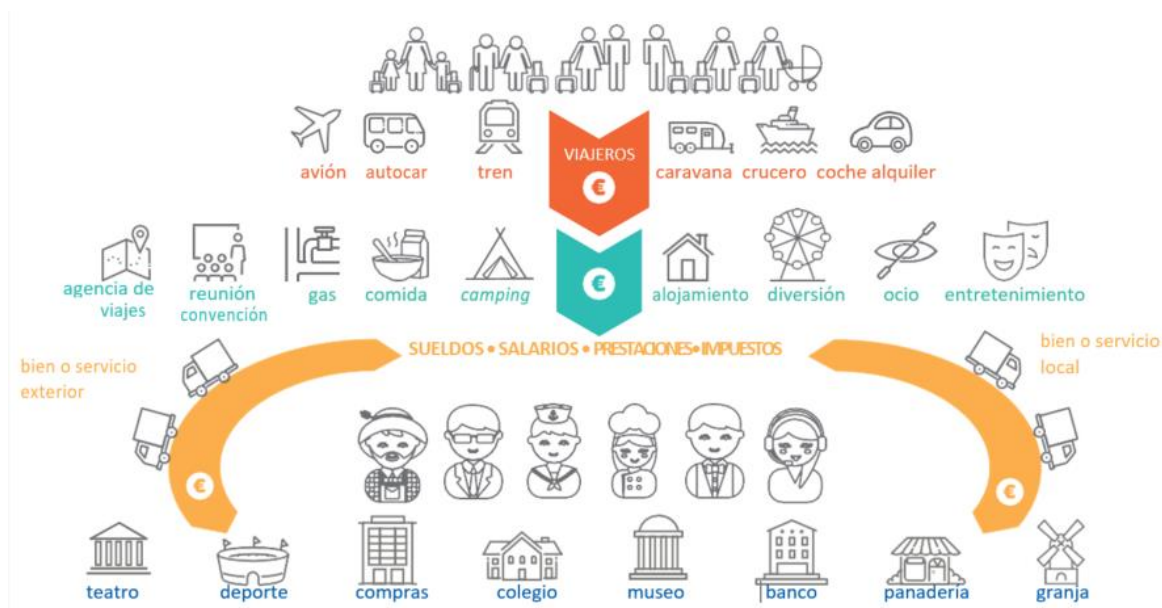 VIAJEROS
€
avión autocar tren caravana crucero coche alquiler
€
agencia de
viajes
reunión
convención
gas comida camping alojamiento diversión ocio entretenimiento
SUELDOS • SALARIOS • PRESTACIONES • IMPUESTOS
bien o servicio
exterior
bien o servicio
local
€
€
teatro deporte compras colegio museo banco panadería granja